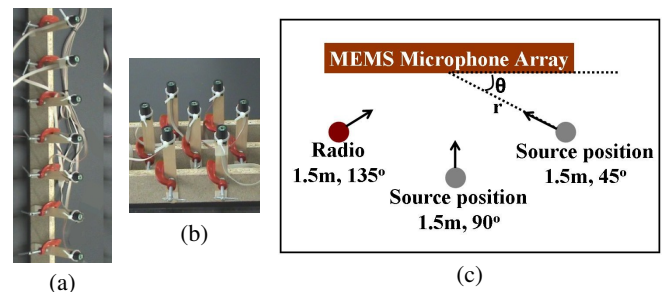 MEMS Microphone Array
θ
r
Radio
1.5m, 135°
Source position
1.5m, 45°
Source position
1.5m, 90°
(a)
(b)
(c)